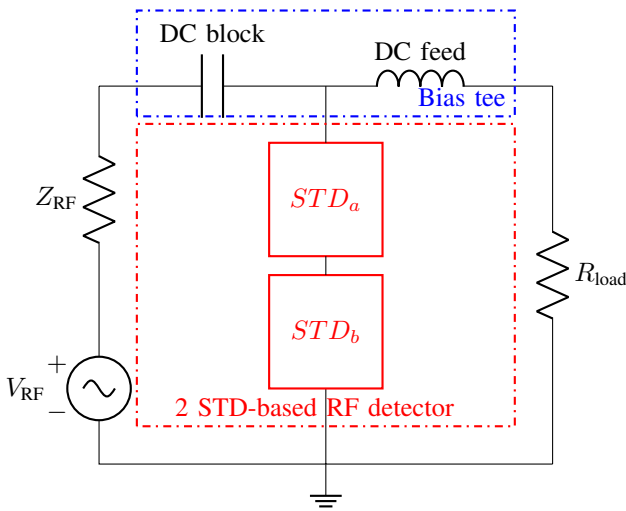 DC block
DC feed
Bias tee
Z_RF
STD_a
R_load
STD_b
+
V_RF
−
2 STD-based RF detector